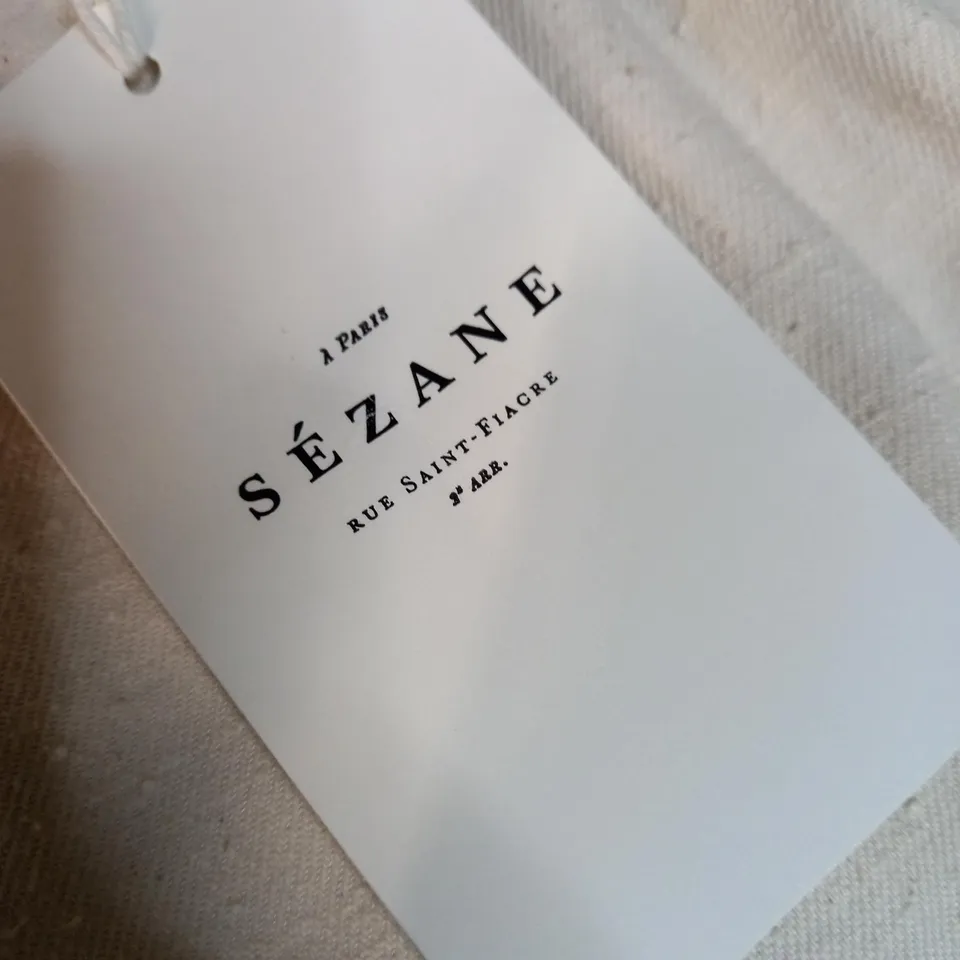 à Paris
SÉZANE
RUE SAINT-FIACRE
2e ARR.